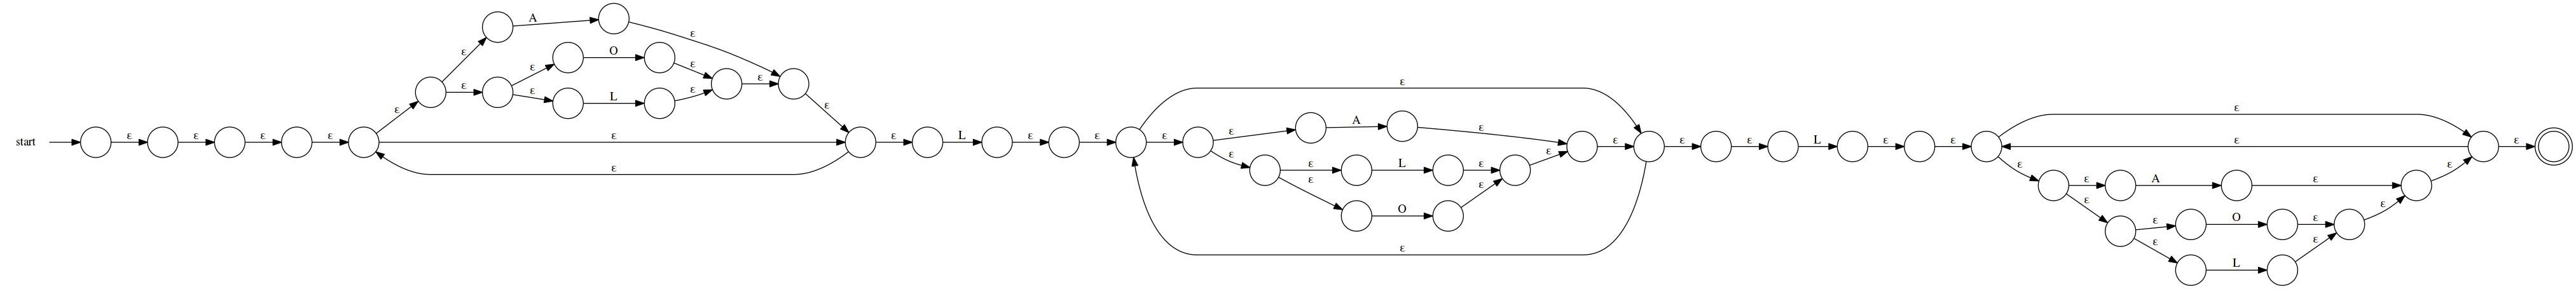 A
ε
ε O
ε ε
ε ε
ε ε L ε
ε ε ε
ε A
ε ε
start ε ε ε ε ε ε L ε ε ε ε ε ε L ε ε ε ε
ε ε
ε ε L ε ε ε
ε ε ε A ε
ε ε
O
ε O ε
ε ε
ε
L